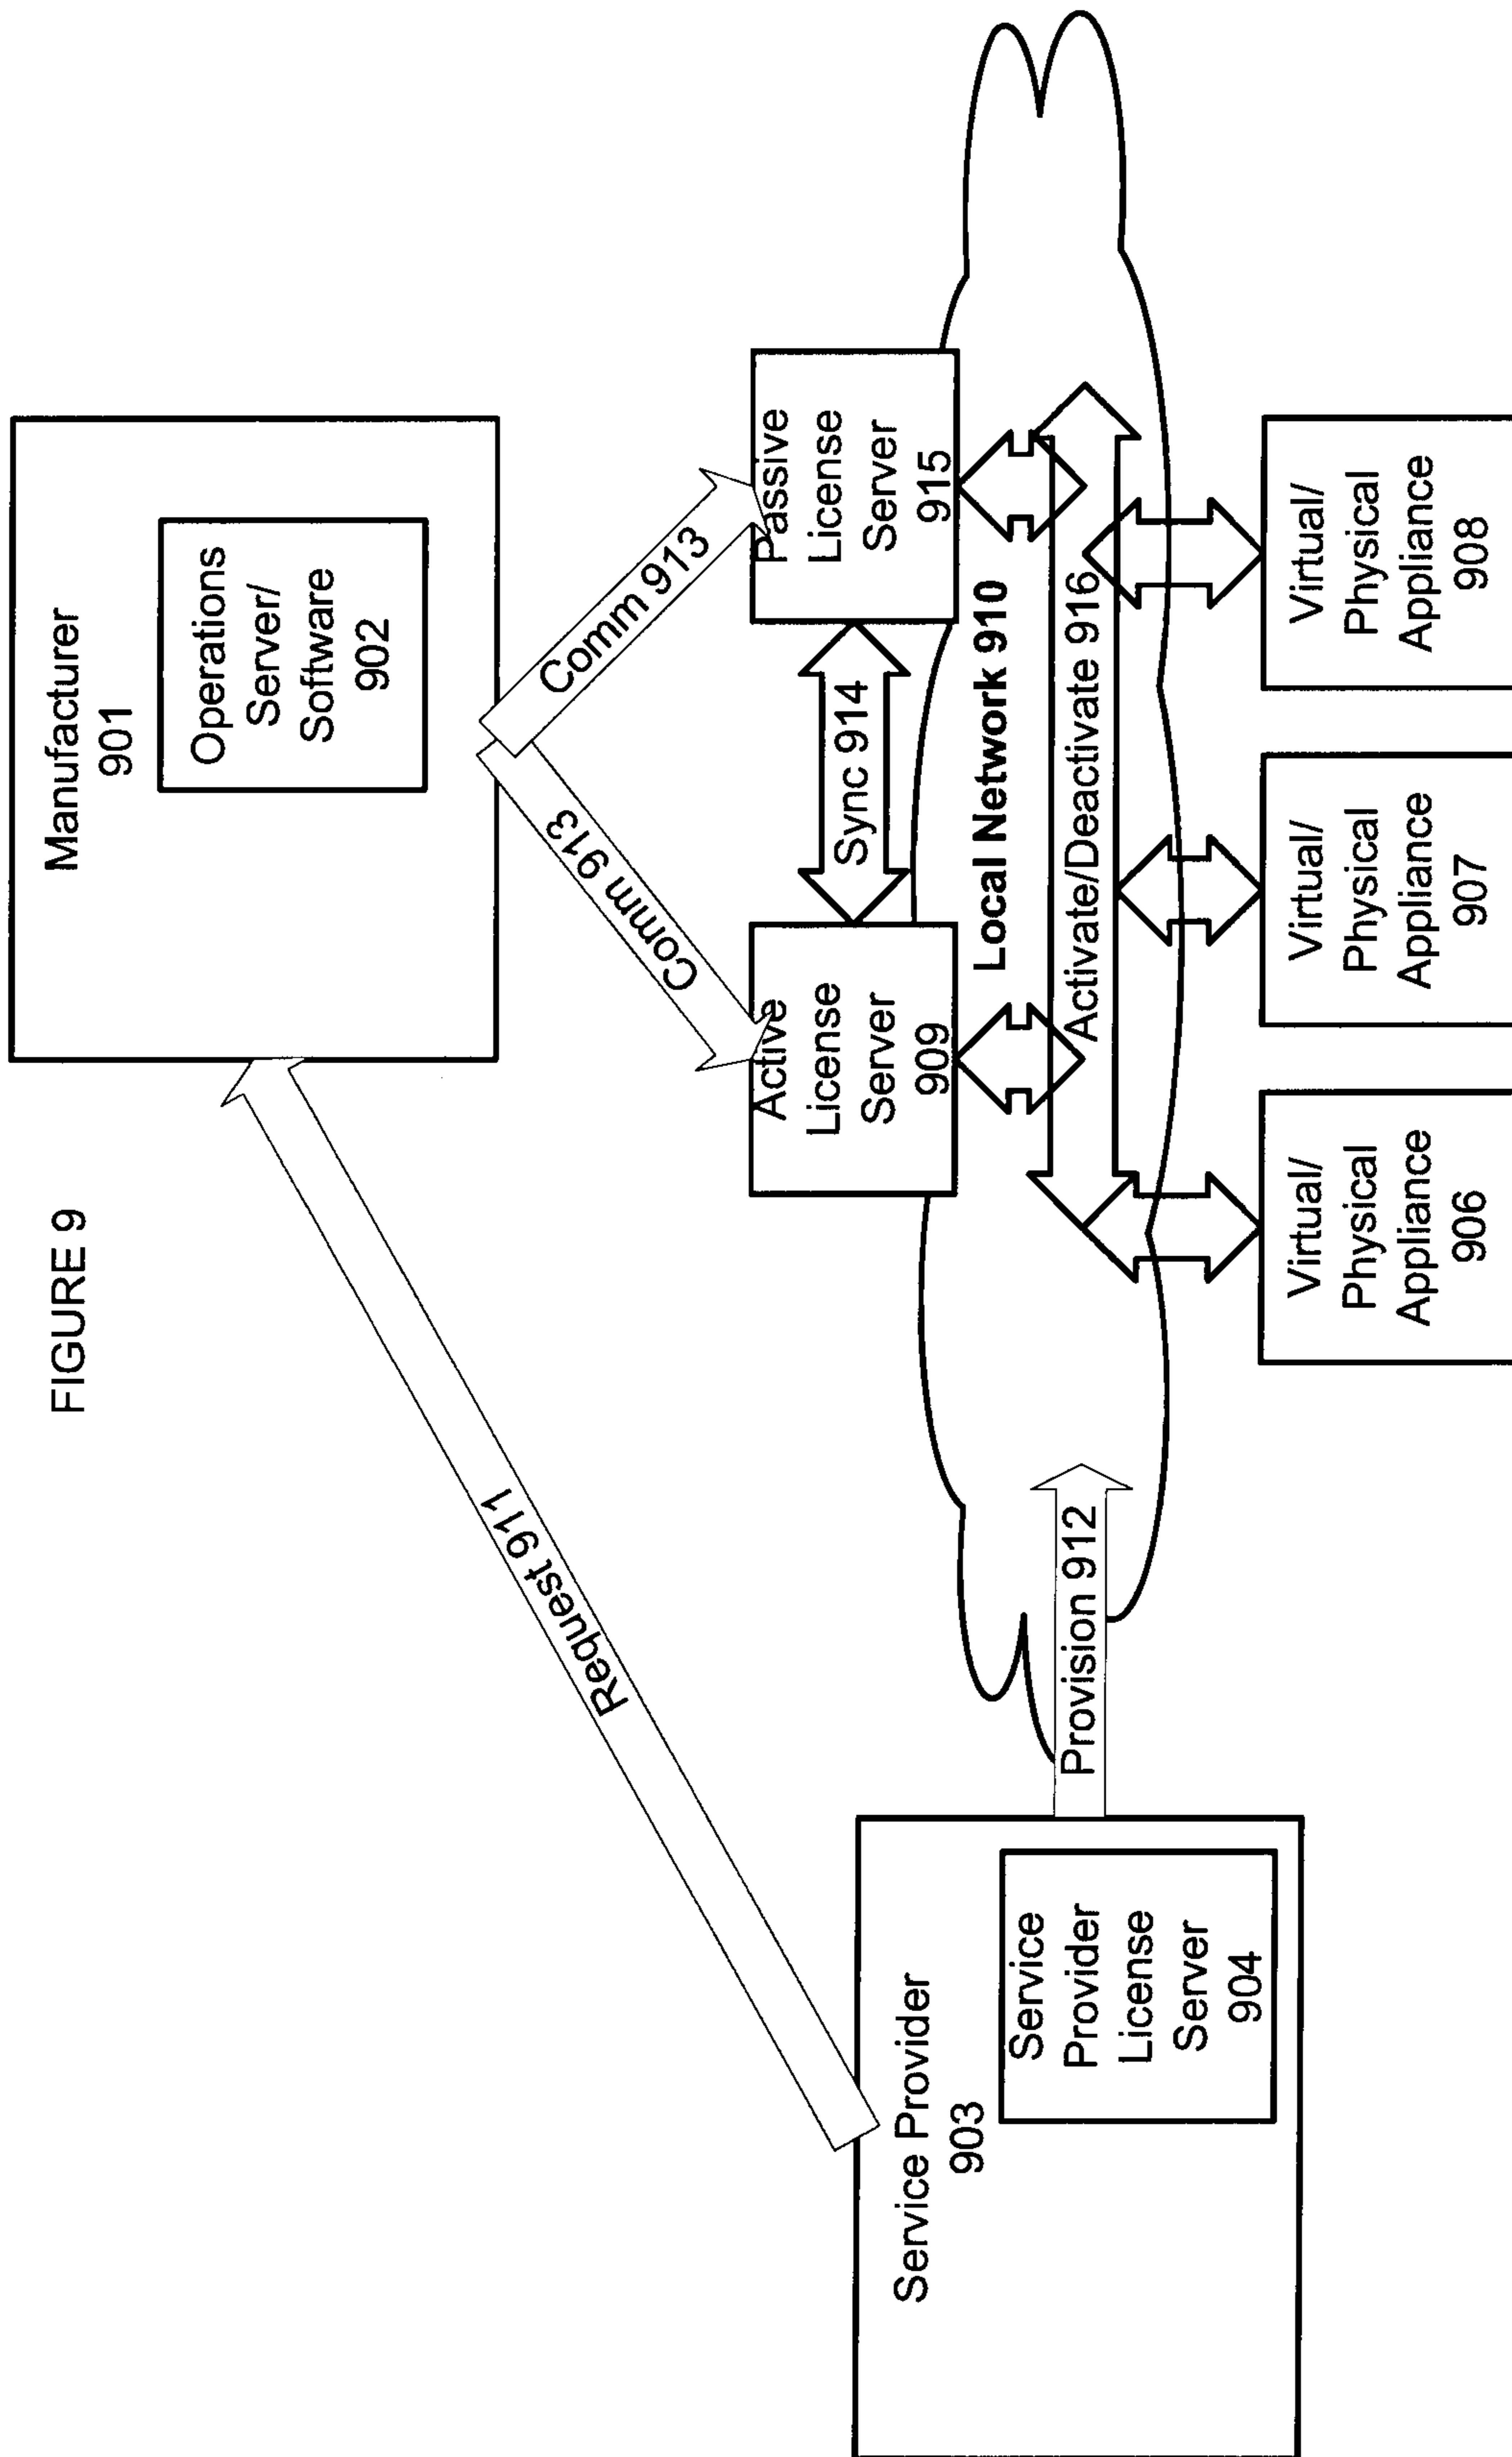 FIGURE 9
Manufacturer
901
Operations
Server/
Software
902
Request 911
Comm 913
Comm 913
Service Provider
903
Service
Provider
License
Server
904
Provision 912
Active
License
Server
909
Sync 914
Passive
License
Server
915
Local Network 910
Activate/Deactivate 916
Virtual/
Physical
Appliance
906
Virtual/
Physical
Appliance
907
Virtual/
Physical
Appliance
908